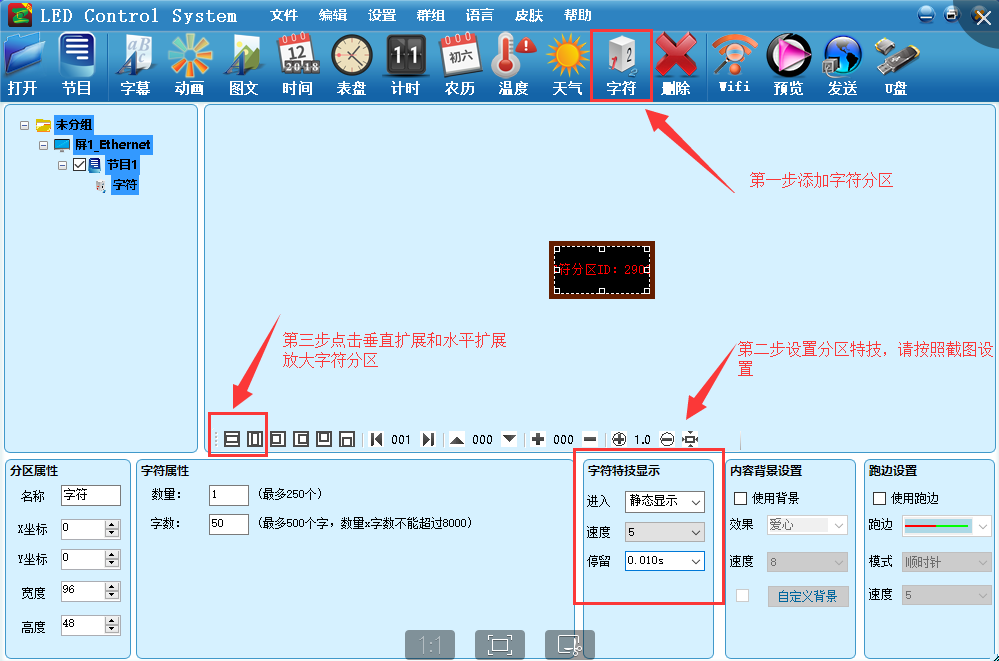 LED Control System 文件 编辑 设置 群组 语言 皮肤 帮助
12
2018
11
初六
2
打开 节目 字幕 动画 图文 时间 表盘 计时 农历 温度 天气 字符 删除 Wifi 预览 发送 U盘
未分组
屏1_Ethernet
节目1
字符
第一步添加字符分区
符分区ID: 290
第三步点击垂直扩展和水平扩展
放大字符分区
第二步设置分区特技，请按照截图设
置
001 000 000 1.0
分区属性
名称 字符
X坐标 0
Y坐标 0
宽度 96
高度 48
字符属性
数量： 1 (最多250个)
字数： 50 (最多500个字，数量x字数不能超过8000)
字符特技显示
进入 静态显示
速度 5
停留 0.010s
内容背景设置
使用背景
效果 爱心
速度 8
自定义背景
跑边设置
使用跑边
跑边
模式 顺时针
速度 5
1:1